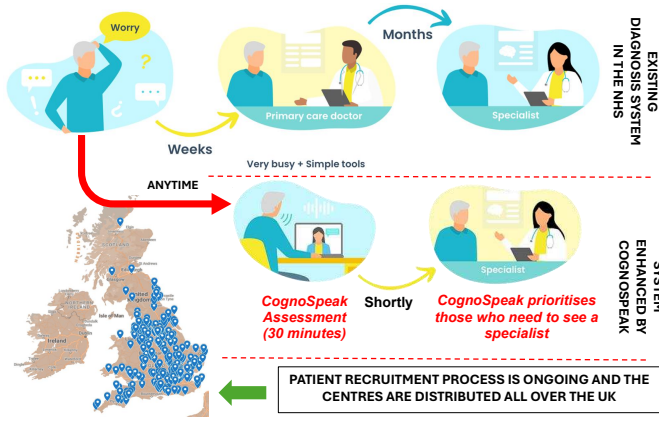 Worry
Months
Primary care doctor
Specialist
EXISTING
DIAGNOSIS SYSTEM
IN THE NHS
Weeks
Very busy + Simple tools
ANYTIME
Specialist
SYSTEM
ENHANCED BY
COGNOSPEAK
CognoSpeak
Assessment
(30 minutes)
Shortly
CognoSpeak prioritises
those who need to see a
specialist
United
Kingdom
Isle of Man
Ireland
PATIENT RECRUITMENT PROCESS IS ONGOING AND THE
CENTRES ARE DISTRIBUTED ALL OVER THE UK